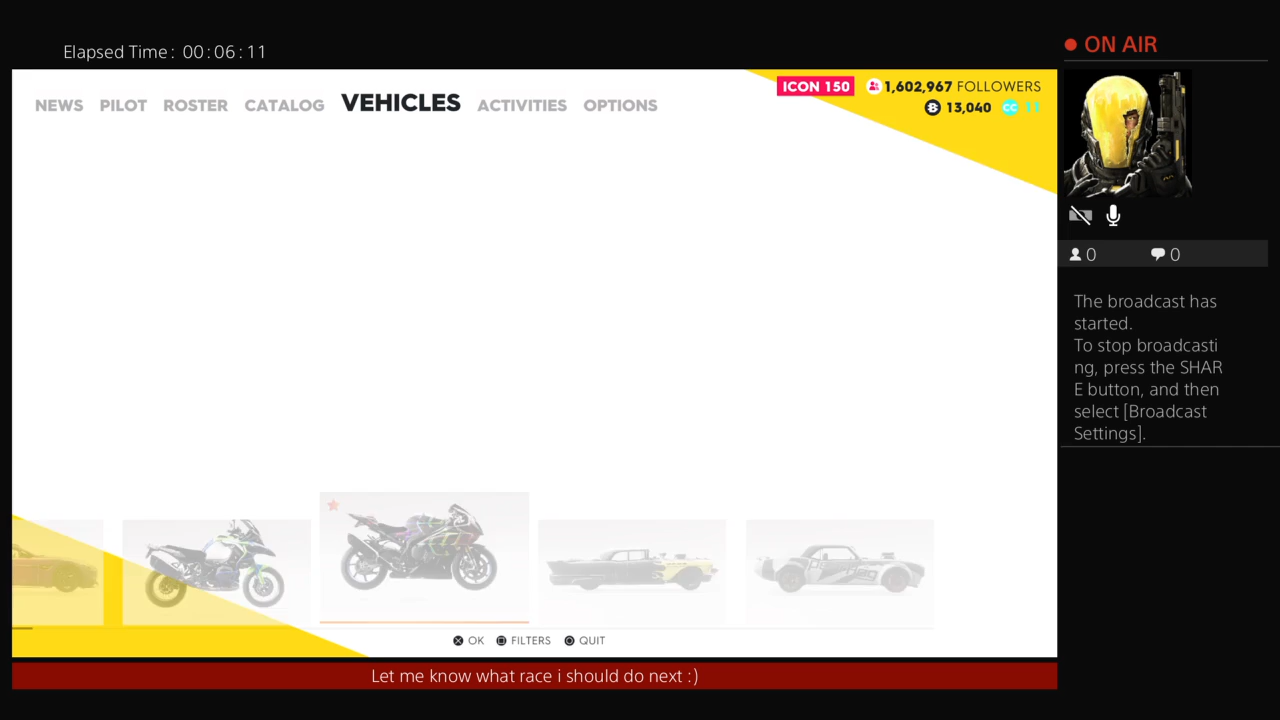 Elapsed Time: 00:06:11
ON AIR
NEWS PILOT ROSTER CATALOG VEHICLES ACTIVITIES OPTIONS
ICON 150 1,602,967 FOLLOWERS
13,040 CC 11
0 0
The broadcast has
started.
To stop broadcasti
ng, press the SHAR
E button, and then
select [Broadcast
Settings].
OK FILTERS QUIT
Let me know what race i should do next :)